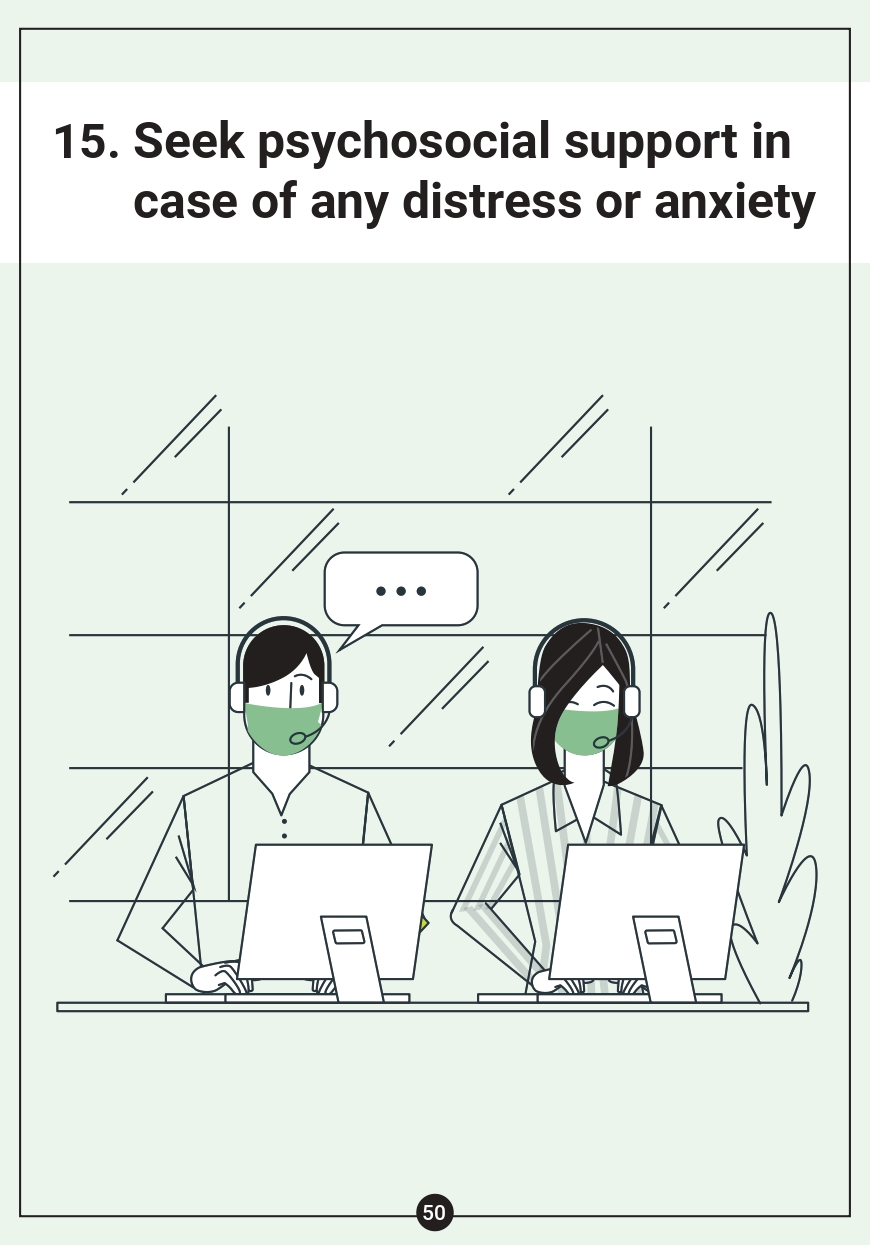 15. Seek psychosocial support in
case of any distress or anxiety
50